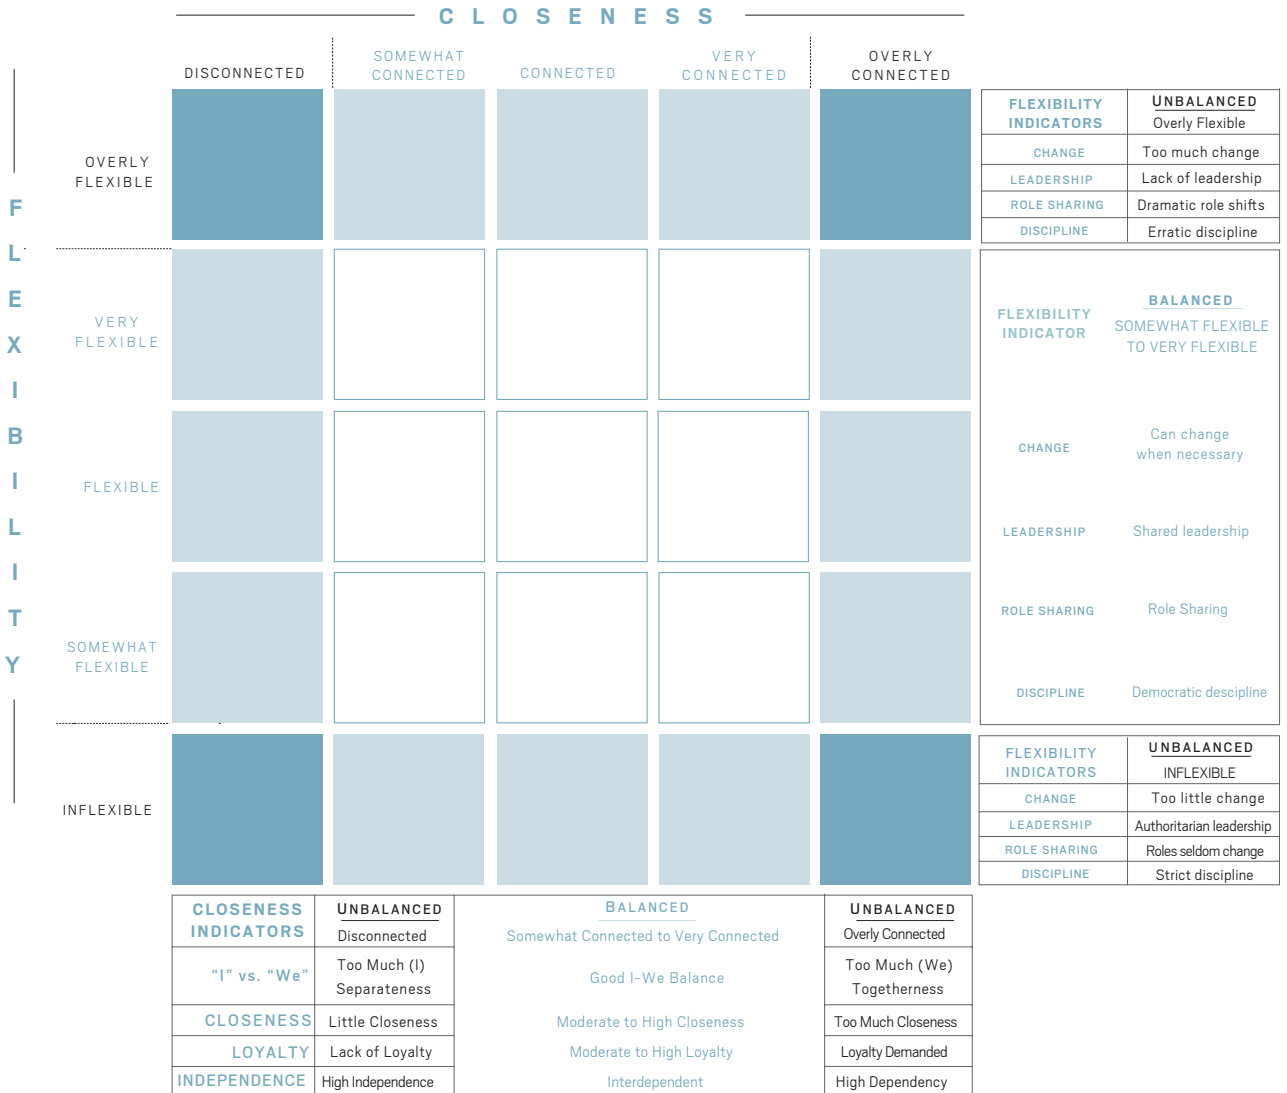 CLOSENESS
DISCONNECTED
SOMEWHAT
CONNECTED
CONNECTED
VERY
CONNECTED
OVERLY
CONNECTED
FLEXIBILITY
OVERLY
FLEXIBLE
VERY
FLEXIBLE
FLEXIBLE
SOMEWHAT
FLEXIBLE
INFLEXIBLE
FLEXIBILITY
INDICATORS
UNBALANCED
Overly Flexible
CHANGE Too much change
LEADERSHIP Lack of leadership
ROLE SHARING Dramatic role shifts
DISCIPLINE Erratic discipline
FLEXIBILITY
INDICATOR
BALANCED
SOMEWHAT FLEXIBLE
TO VERY FLEXIBLE
CHANGE
Can change
when necessary
LEADERSHIP Shared leadership
ROLE SHARING Role Sharing
DISCIPLINE Democratic descipline
FLEXIBILITY
INDICATORS
UNBALANCED
INFLEXIBLE
CHANGE Too little change
LEADERSHIP Authoritarian leadership
ROLE SHARING Roles seldom change
DISCIPLINE Strict discipline
CLOSENESS
INDICATORS
UNBALANCED
Disconnected
BALANCED
Somewhat Connected to Very Connected
UNBALANCED
Overly Connected
“I” vs. “We”
Too Much (I)
Separateness
Good I-We Balance
Too Much (We)
Togetherness
CLOSENESS Little Closeness Moderate to High Closeness Too Much Closeness
LOYALTY Lack of Loyalty Moderate to High Loyalty Loyalty Demanded
INDEPENDENCE High Independence Interdependent High Dependency